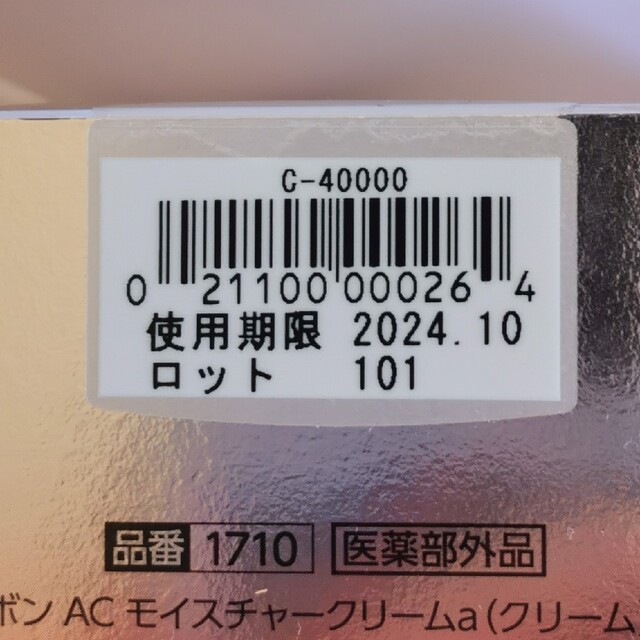 C-40000
0 21100 00026 4
使用期限 2024.10
ロット 101
品番 1710 医薬部外品
ボン AC モイスチャークリームa(クリーム